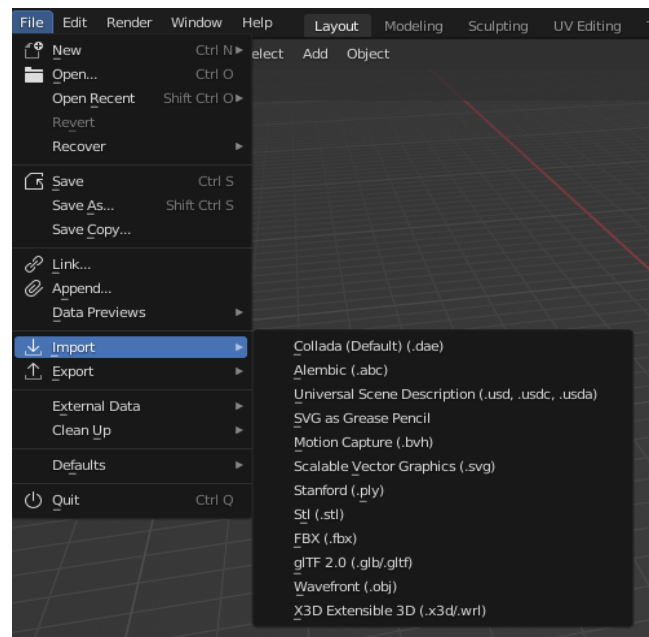 File Edit Render Window Help Layout Modeling Sculpting UV Editing
New Ctrl N
elect Add Object
Open... Ctrl O
Open Recent Shift Ctrl O
Revert
Recover
Save Ctrl S
Save As... Shift Ctrl S
Save Copy...
Link...
Append...
Data Previews
Import
Export
External Data
Clean Up
Defaults
Quit Ctrl Q
Collada (Default) (.dae)
Alembic (.abc)
Universal Scene Description (.usd, .usdc, .usda)
SVG as Grease Pencil
Motion Capture (.bvh)
Scalable Vector Graphics (.svg)
Stanford (.ply)
Stl (.stl)
FBX (.fbx)
glTF 2.0 (.glb/.gltf)
Wavefront (.obj)
X3D Extensible 3D (.x3d/.wrl)